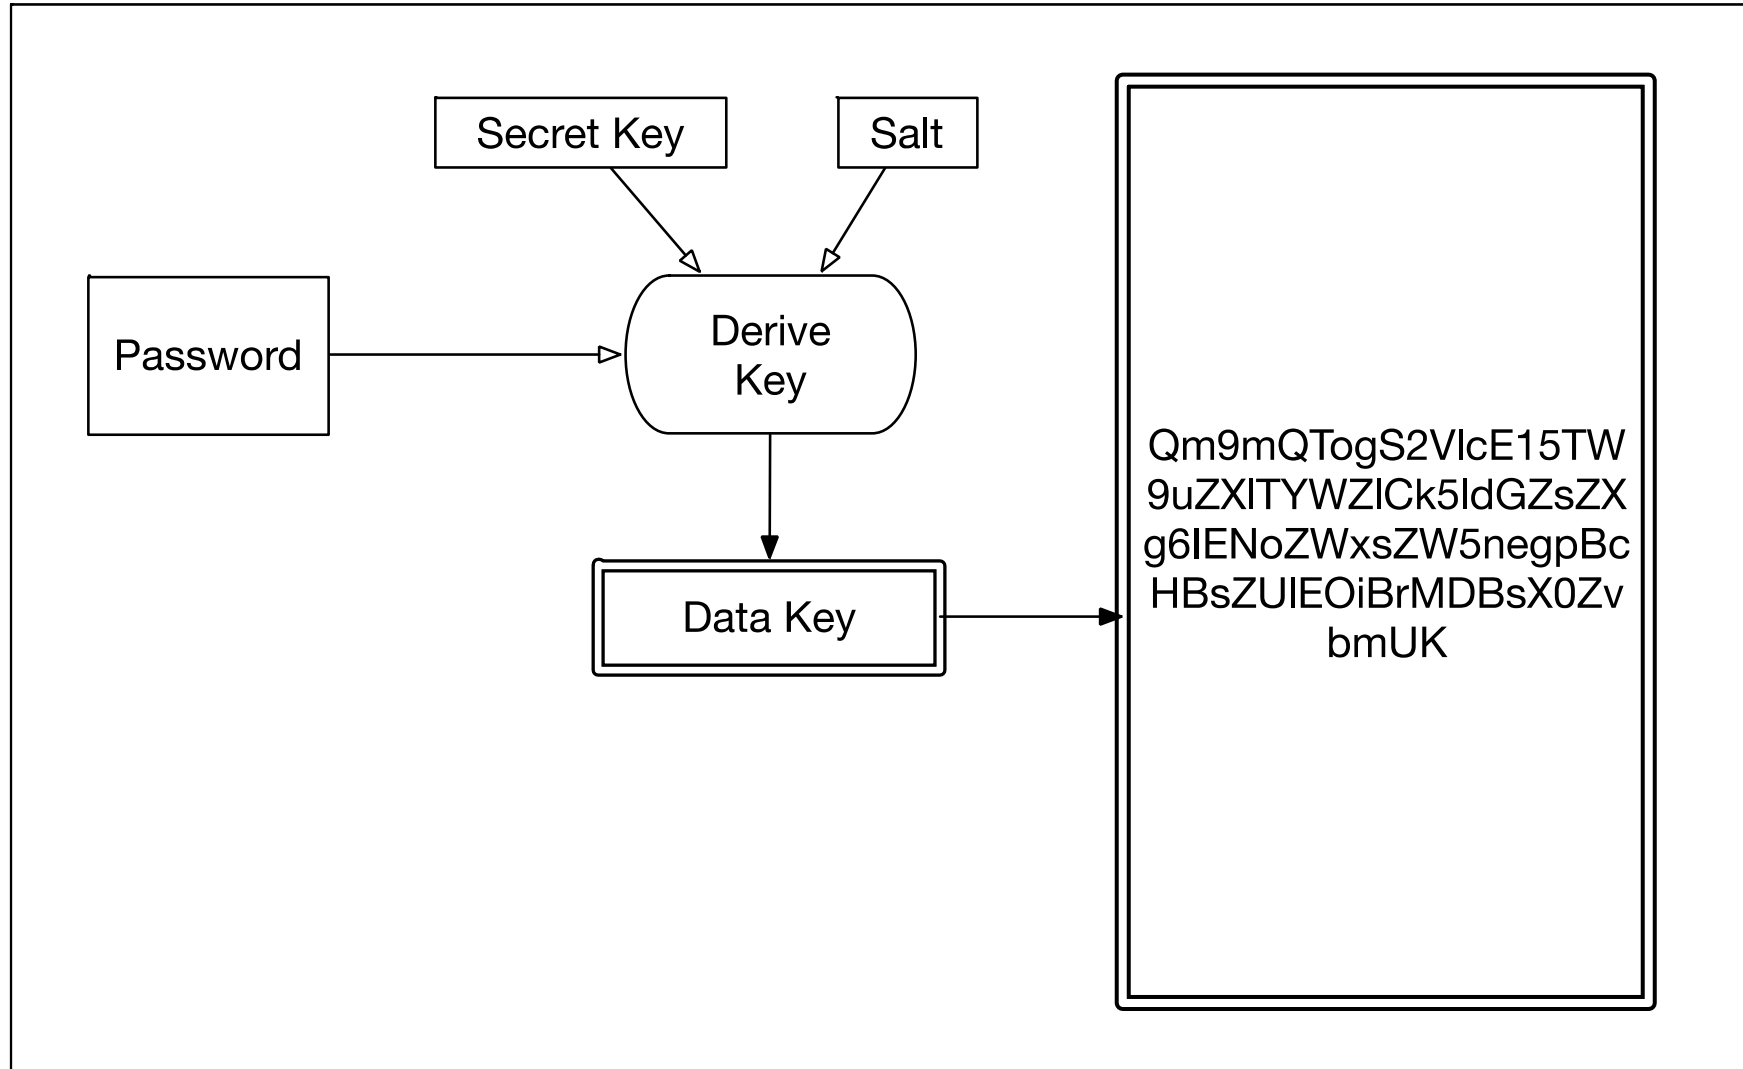 Secret Key
Salt
Password
Derive
Key
Data Key
Qm9mQTogS2VlcE15TW
9uZXlTYWZlCk5ldGZsZX
g6IENoZWxsZW5negpBc
HBsZUlEOiBrMDBsX0Zv
bmUK